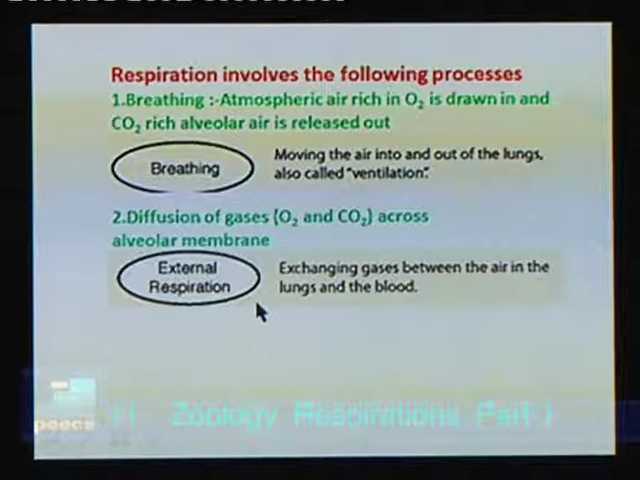 Respiration involves the following processes
1.Breathing :-Atmospheric air rich in O₂ is drawn in and
CO₂ rich alveolar air is released out
Breathing
Moving the air into and out of the lungs,
also called "ventilation".
2.Diffusion of gases (O₂ and CO₂) across
alveolar membrane
External
Respiration
Exchanging gases between the air in the
lungs and the blood.
11 Zoology Respirations Part-I